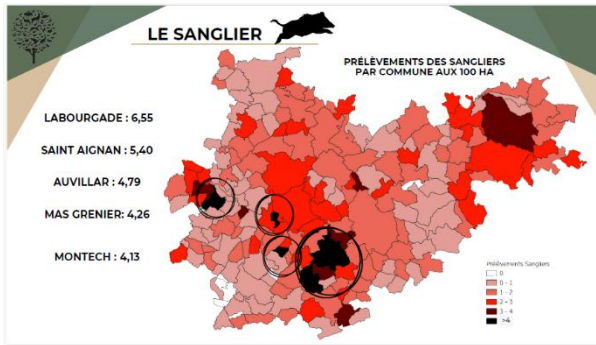 LE SANGLIER
PRÉLÈVEMENTS DES SANGLIERS
PAR COMMUNE AUX 100 HA
LABOURGADE : 6,55
SAINT AIGNAN : 5,40
AUVILLAR : 4,79
MAS GRENIER: 4,26
MONTECH : 4,13
Prélèvements Sangliers
0
0 - 1
1 - 2
2 - 3
3 - 4
>4